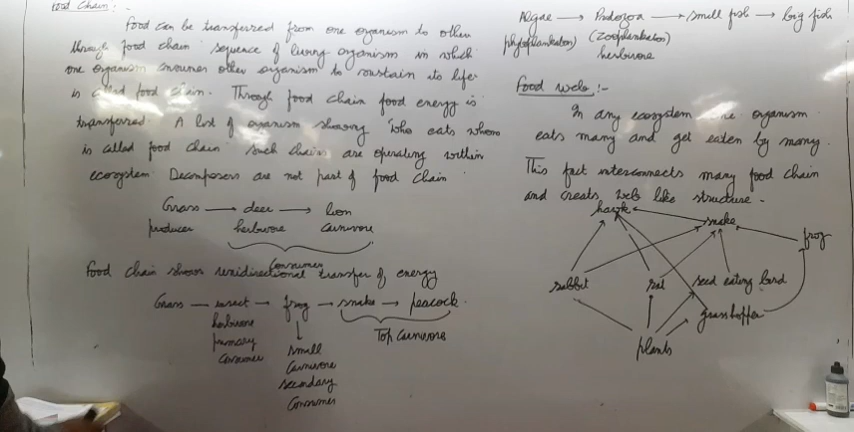 Food Chain :-
Food can be transferred from one organism to other
through food chain sequence of living organism in which
one organism consumes other organism to sustain its life
is called food chain. Through food chain food energy is
transferred. A list of organism showing "Who eats whom
is called food chain such chains are operating within
ecosystem. Decomposers are not part of food chain
Grass → deer → lion
producer herbivore Carnivore
Consumer
Food chain shows unidirectional transfer of energy
Grass — insect → frog → snake → peacock.
herbivore
primary
Consumer
small
Carnivore
secondary
Consumer
Top Carnivore
Algae → Protozoa → small fish → big fish
(phytoplankton) (Zooplankton)
herbivore
Food web :-
In any ecosystem one organism
eats many and get eaten by many.
This fact interconnects many food chain
and creats web like structure.
hawk snake
frog
rabbit rat seed eating bird
grasshopper
plants